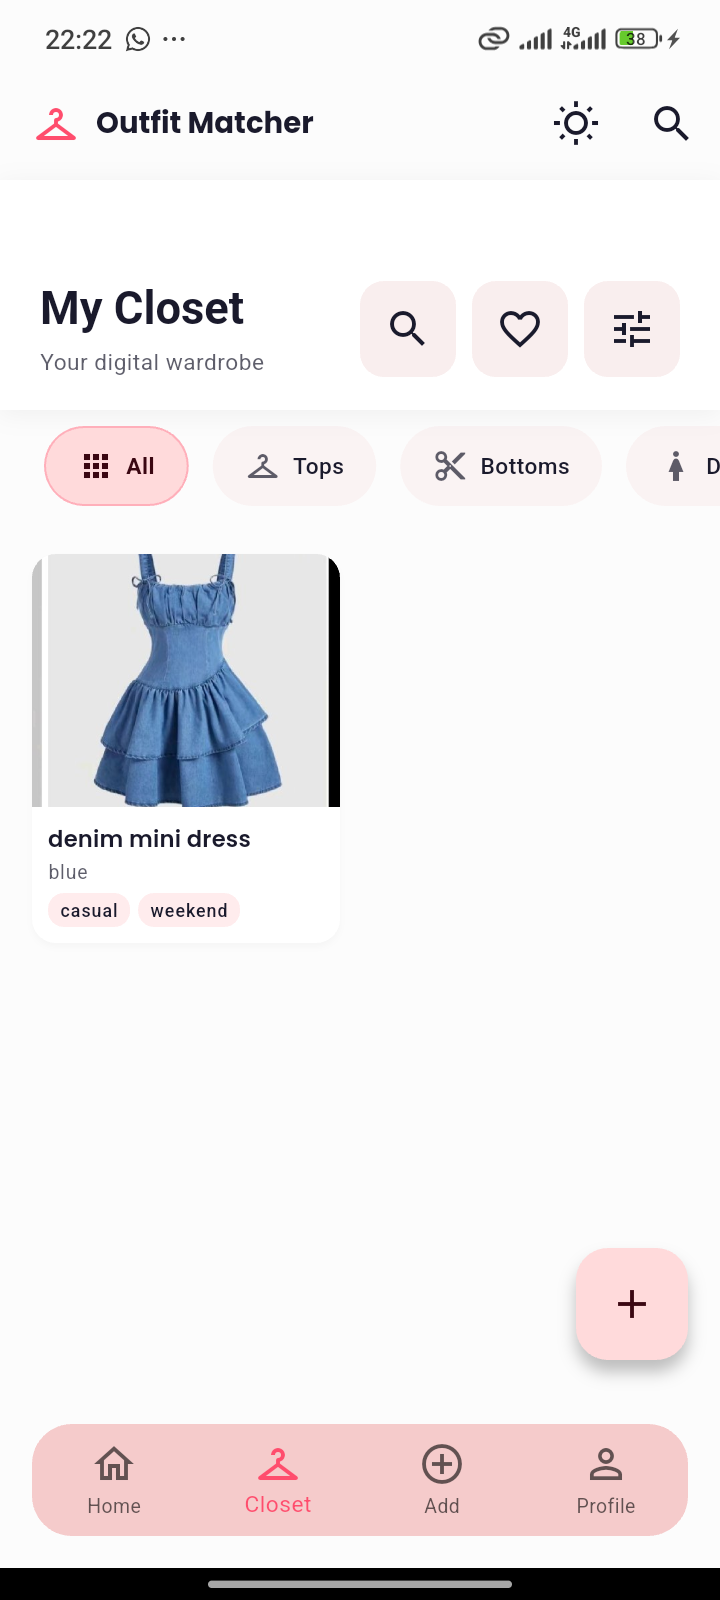 22:22 ... 4G 38
Outfit Matcher
My Closet
Your digital wardrobe
All Tops Bottoms D
denim mini dress
blue
casual weekend
Home Closet Add Profile